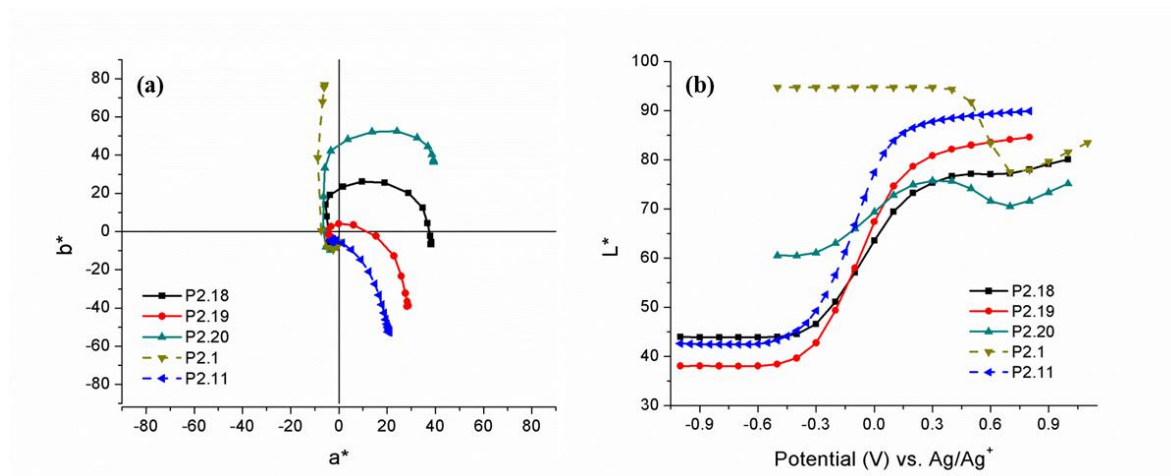 (a)
b*
80
60
40
20
0
-20
-40
-60
-80
P2.18
P2.19
P2.20
P2.1
P2.11
-80 -60 -40 -20 0 20 40 60 80
a*
(b)
L*
100
90
80
70
60
50
40
30
P2.18
P2.19
P2.20
P2.1
P2.11
-0.9 -0.6 -0.3 0.0 0.3 0.6 0.9
Potential (V) vs. Ag/Ag⁺